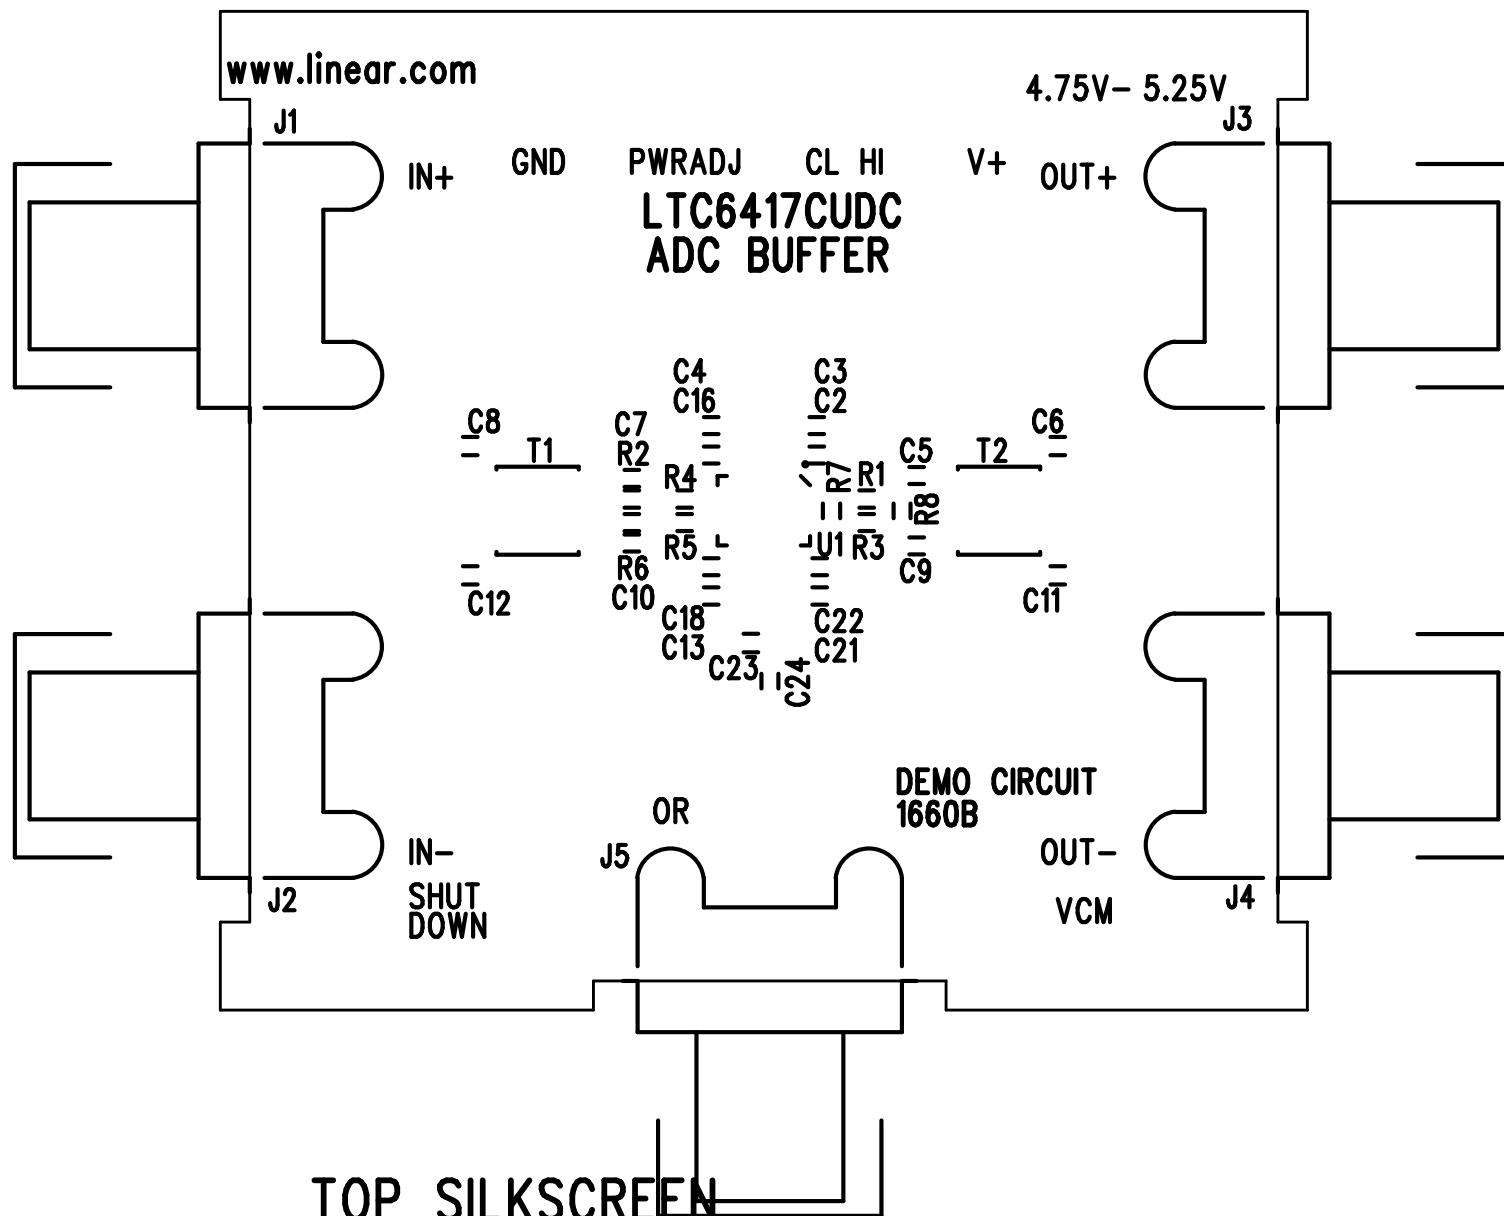 www.linear.com
4.75V- 5.25V
J1
J3
IN+
GND
PWRADJ
CL HI
V+
OUT+
LTC6417CUDC
ADC BUFFER
C4
C3
C16
C2
C8
C7
C6
T1
R2
C5
T2
R4
R7
R1
R8
R5
U1
R3
R6
C9
C12
C10
C11
C18
C22
C13
C21
C23
C24
DEMO CIRCUIT
1660B
OR
J5
IN-
OUT-
SHUT
DOWN
J2
J4
VCM
TOP SILKSCREEN